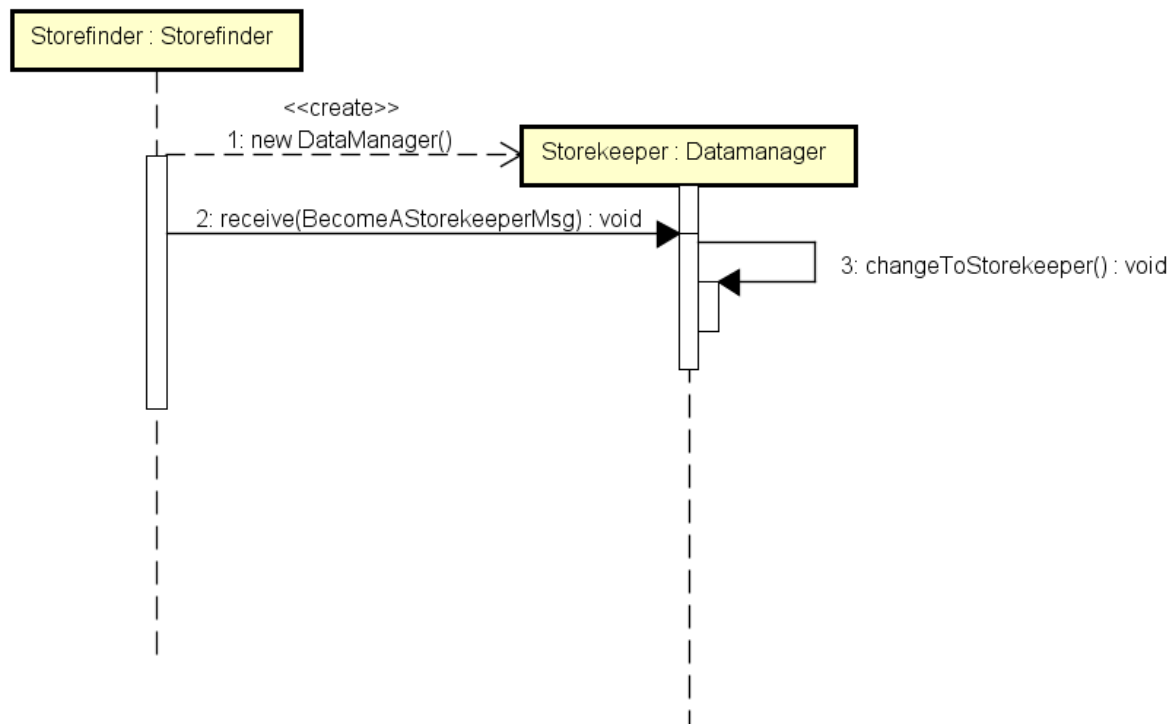 Storefinder : Storefinder
<<create>>
1: new DataManager()
Storekeeper : Datamanager
2: receive(BecomeAStorekeeperMsg) : void
3: changeToStorekeeper() : void